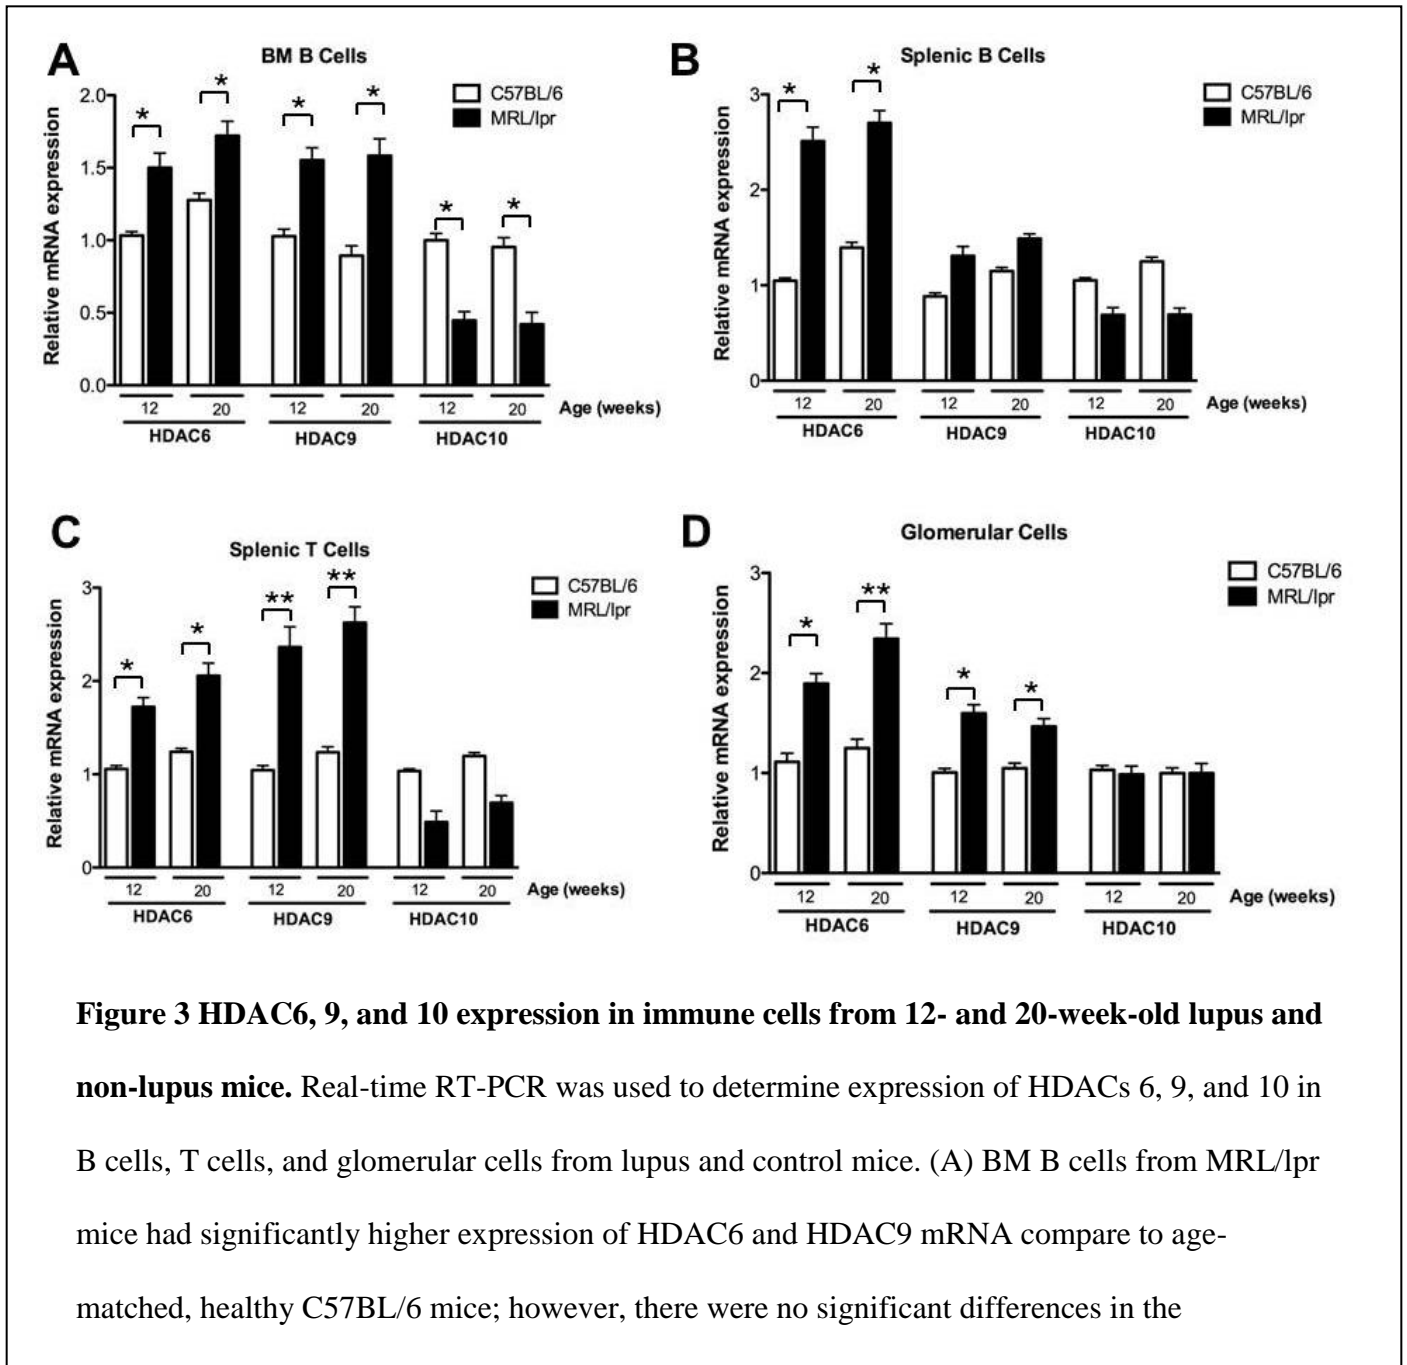 A
BM B Cells
C57BL/6
MRL/lpr
Relative mRNA expression
2.0
1.5
1.0
0.5
0.0
* * * * * *
12 20 12 20 12 20 Age (weeks)
HDAC6 HDAC9 HDAC10
B
Splenic B Cells
C57BL/6
MRL/lpr
Relative mRNA expression
3
2
1
0
* *
12 20 12 20 12 20 Age (weeks)
HDAC6 HDAC9 HDAC10
C
Splenic T Cells
C57BL/6
MRL/lpr
Relative mRNA expression
3
2
1
0
* * ** **
12 20 12 20 12 20 Age (weeks)
HDAC6 HDAC9 HDAC10
D
Glomerular Cells
C57BL/6
MRL/lpr
Relative mRNA expression
3
2
1
0
* ** * *
12 20 12 20 12 20 Age (weeks)
HDAC6 HDAC9 HDAC10
Figure 3 HDAC6, 9, and 10 expression in immune cells from 12- and 20-week-old lupus and
non-lupus mice. Real-time RT-PCR was used to determine expression of HDACs 6, 9, and 10 in
B cells, T cells, and glomerular cells from lupus and control mice. (A) BM B cells from MRL/lpr
mice had significantly higher expression of HDAC6 and HDAC9 mRNA compare to age-
matched, healthy C57BL/6 mice; however, there were no significant differences in the